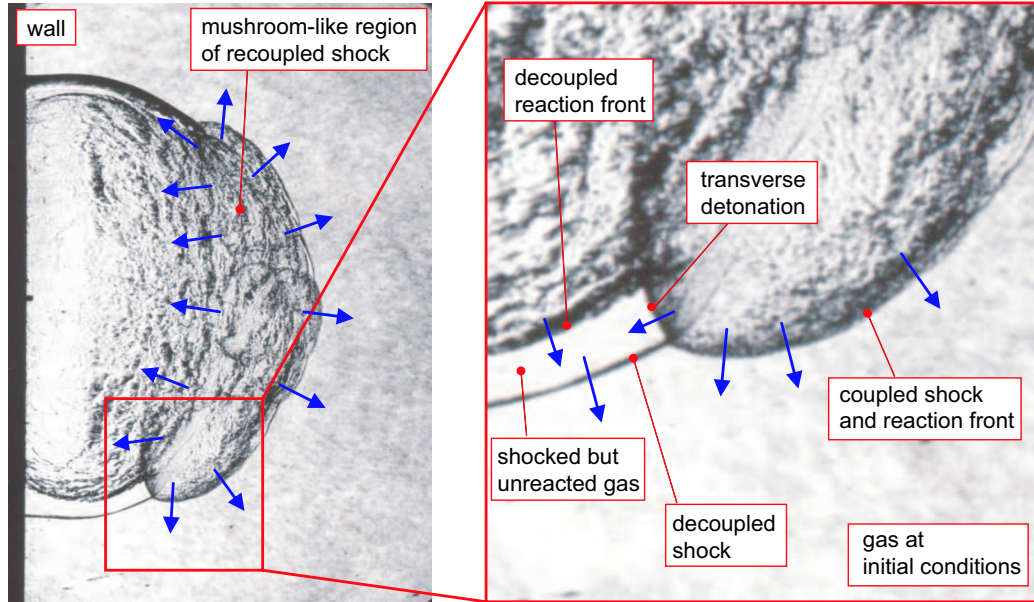 wall
mushroom-like region
of recoupled shock
decoupled
reaction front
transverse
detonation
coupled shock
and reaction front
shocked but
unreacted gas
decoupled
shock
gas at
initial conditions